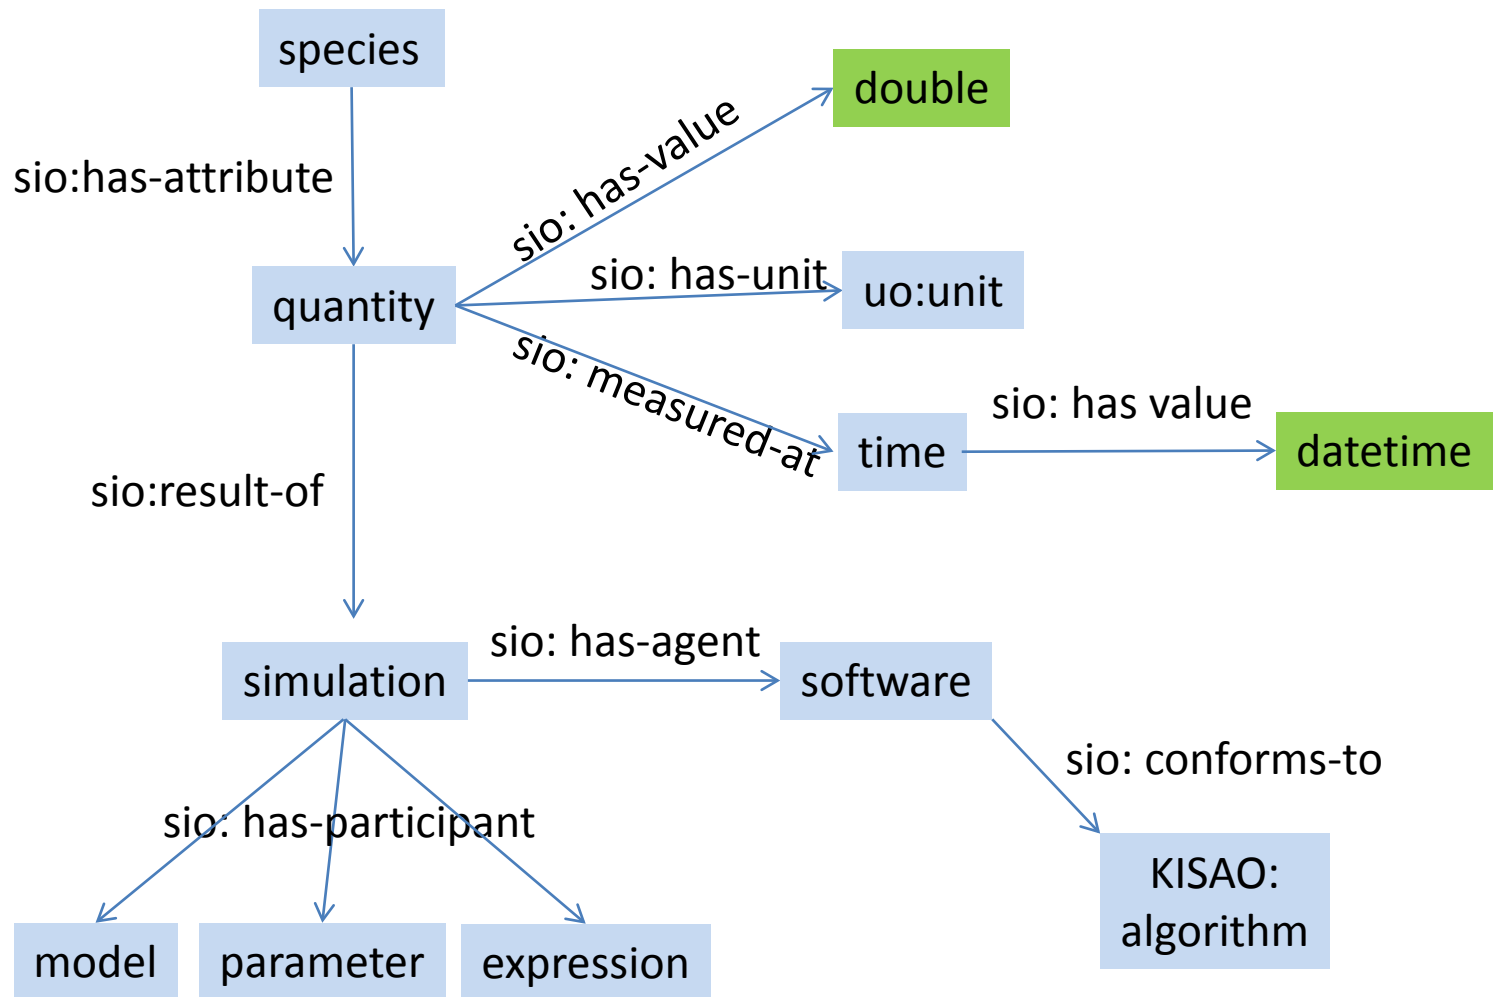 species
double
sio:has-attribute
sio: has-value
sio: has-unit
uo:unit
quantity
sio: measured-at
sio: has value
time
datetime
sio:result-of
sio: has-agent
simulation
software
sio: conforms-to
sio: has-participant
KISAO:
algorithm
model
parameter
expression